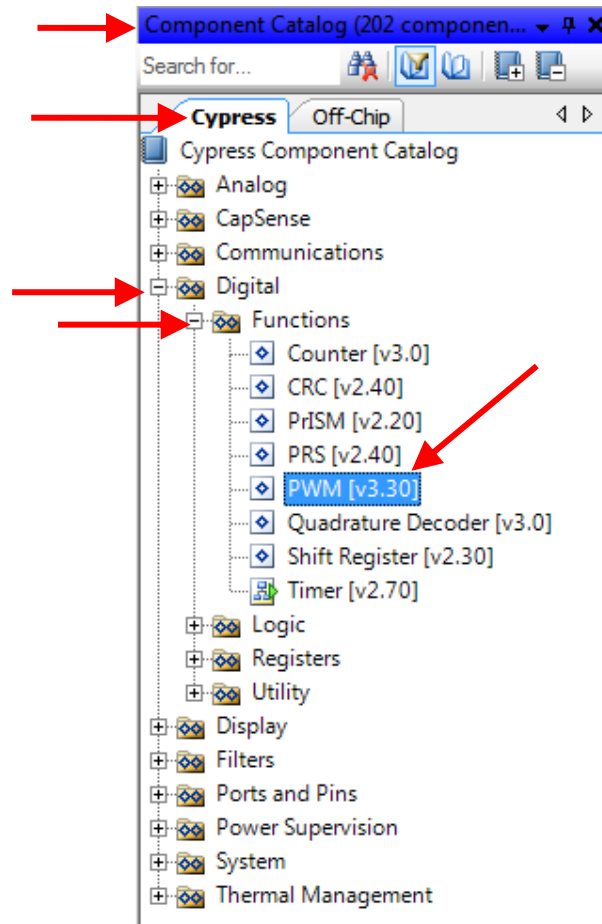 Component Catalog (202 componen...
Search for...
Cypress Off-Chip
Cypress Component Catalog
Analog
CapSense
Communications
Digital
Functions
Counter [v3.0]
CRC [v2.40]
PrISM [v2.20]
PRS [v2.40]
PWM [v3.30]
Quadrature Decoder [v3.0]
Shift Register [v2.30]
Timer [v2.70]
Logic
Registers
Utility
Display
Filters
Ports and Pins
Power Supervision
System
Thermal Management